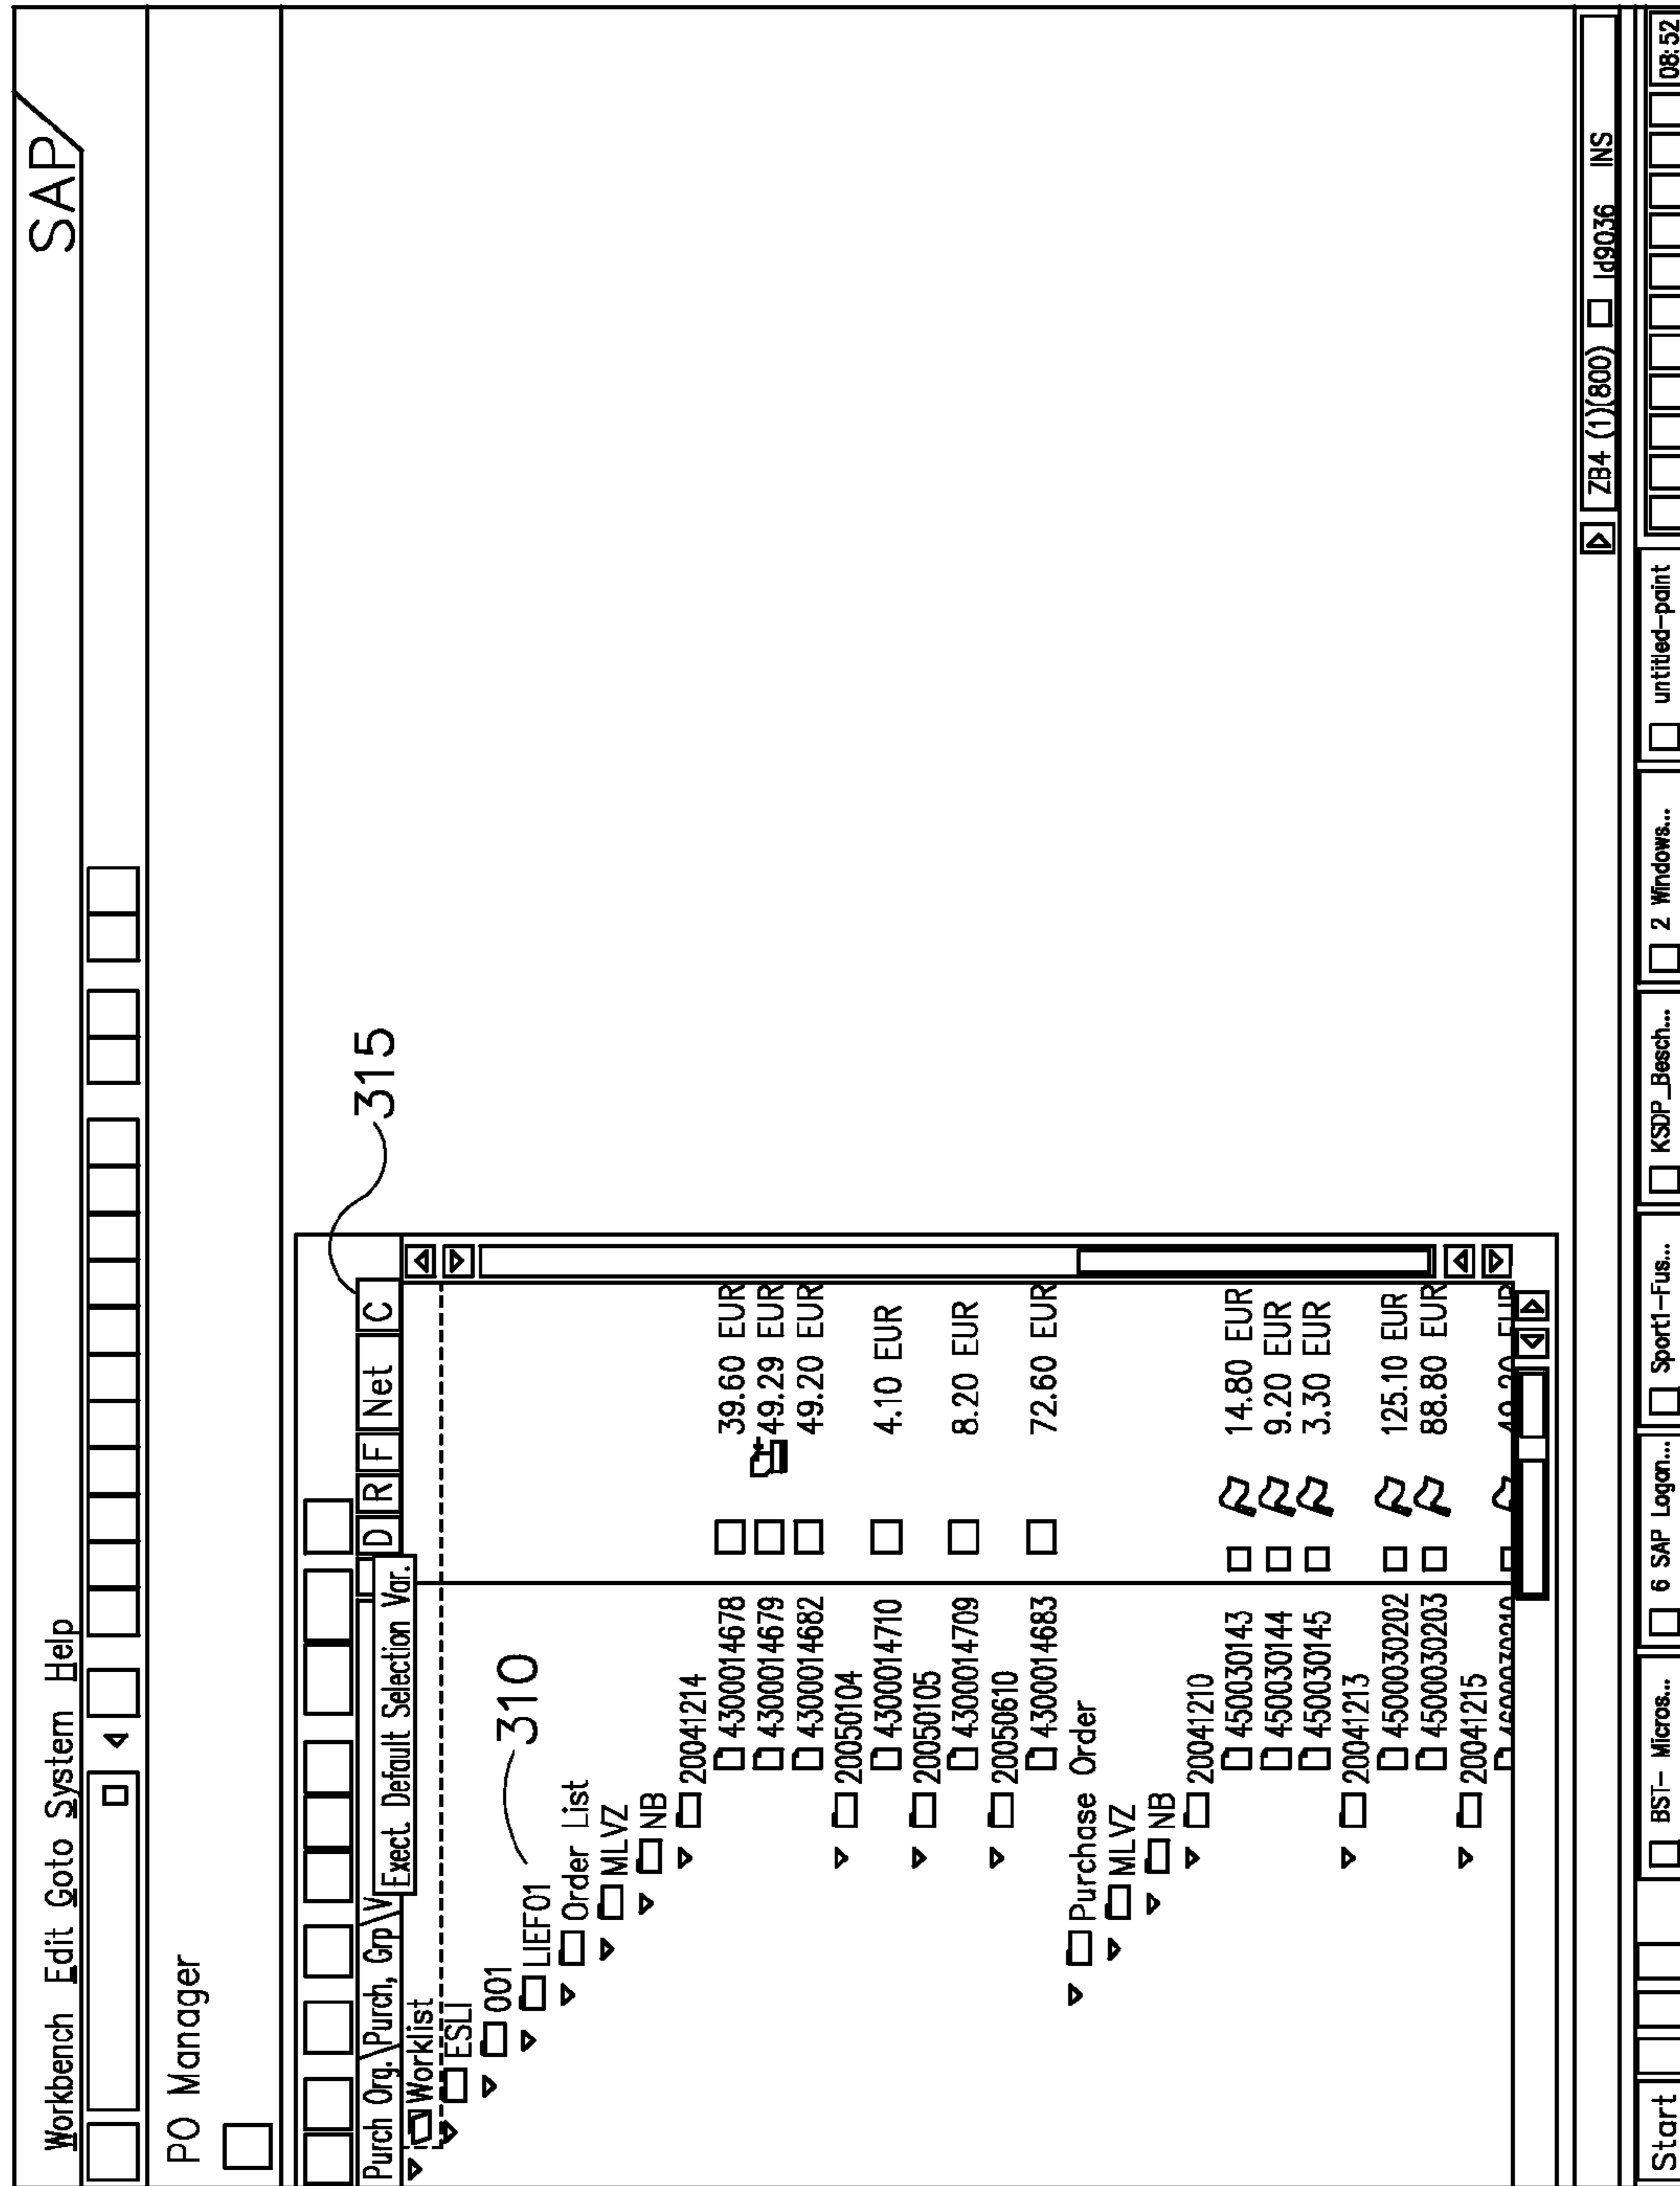 SAP
Workbench Edit Goto System Help
PO Manager
315
Purch Org. \Purch, Grp\V
D R F Net C
Exect. Default Selection Var.
Worklist
ESLI
001
310
LIEF01
Order List
MLVZ
NB
20041214
4300014678 39.60 EUR
4300014679 49.29 EUR
4300014682 49.20 EUR
20050104
4300014710 4.10 EUR
20050105
4300014709 8.20 EUR
20050610
4300014683 72.60 EUR
Purchase Order
MLVZ
NB
20041210
450030143 14.80 EUR
450030144 9.20 EUR
450030145 3.30 EUR
20041213
4500030202 125.10 EUR
4500030203 88.80 EUR
20041215
ZB4 (1)(800) ld9036 INS
Start BST- Micros... 6 SAP Logon... Sport1-Fus... KSDP_Besch... 2 Windows... untitled-paint 08:52